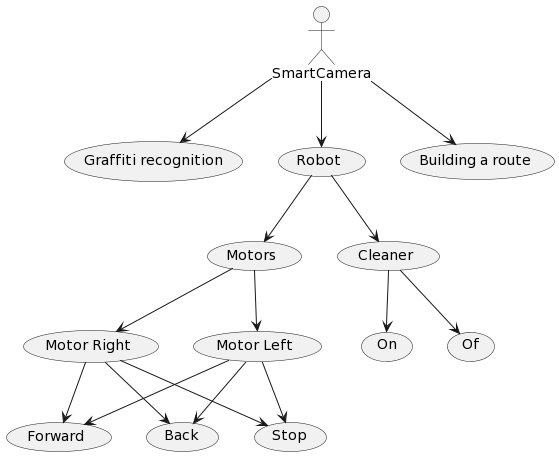 SmartCamera
Graffiti recognition
Robot
Building a route
Motors
Cleaner
Motor Right
Motor Left
On
Of
Forward
Back
Stop